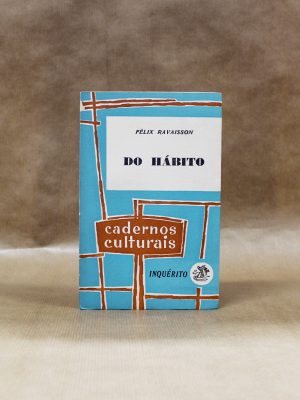 FÉLIX RAVAISSON
DO HÁBITO
cadernos
culturais
INQUÉRITO